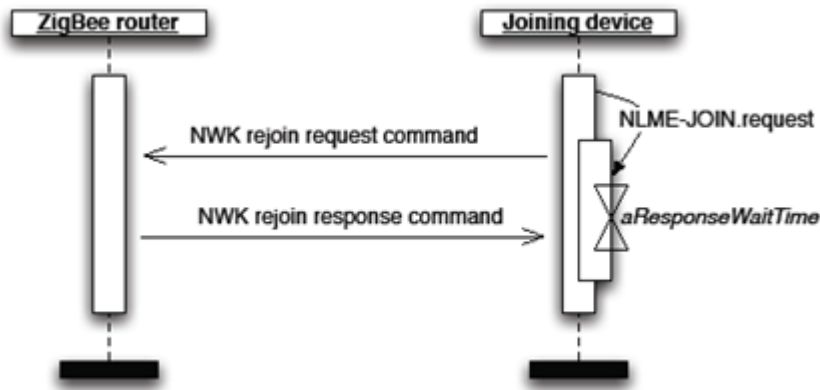 ZigBee router
Joining device
NLME-JOIN.request
NWK rejoin request command
NWK rejoin response command
aResponseWaitTime